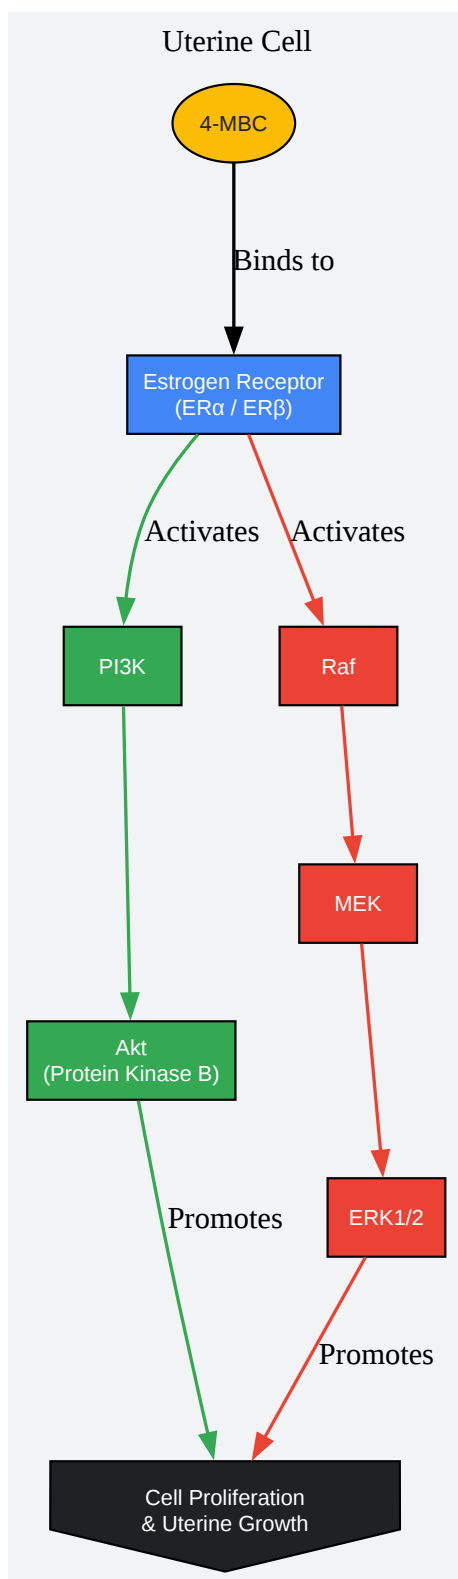 Uterine Cell
4-MBC
Binds to
Estrogen Receptor
(ERα / ERβ)
Activates
Activates
PI3K
Raf
MEK
Akt
(Protein Kinase B)
Promotes
ERK1/2
Promotes
Cell Proliferation
& Uterine Growth